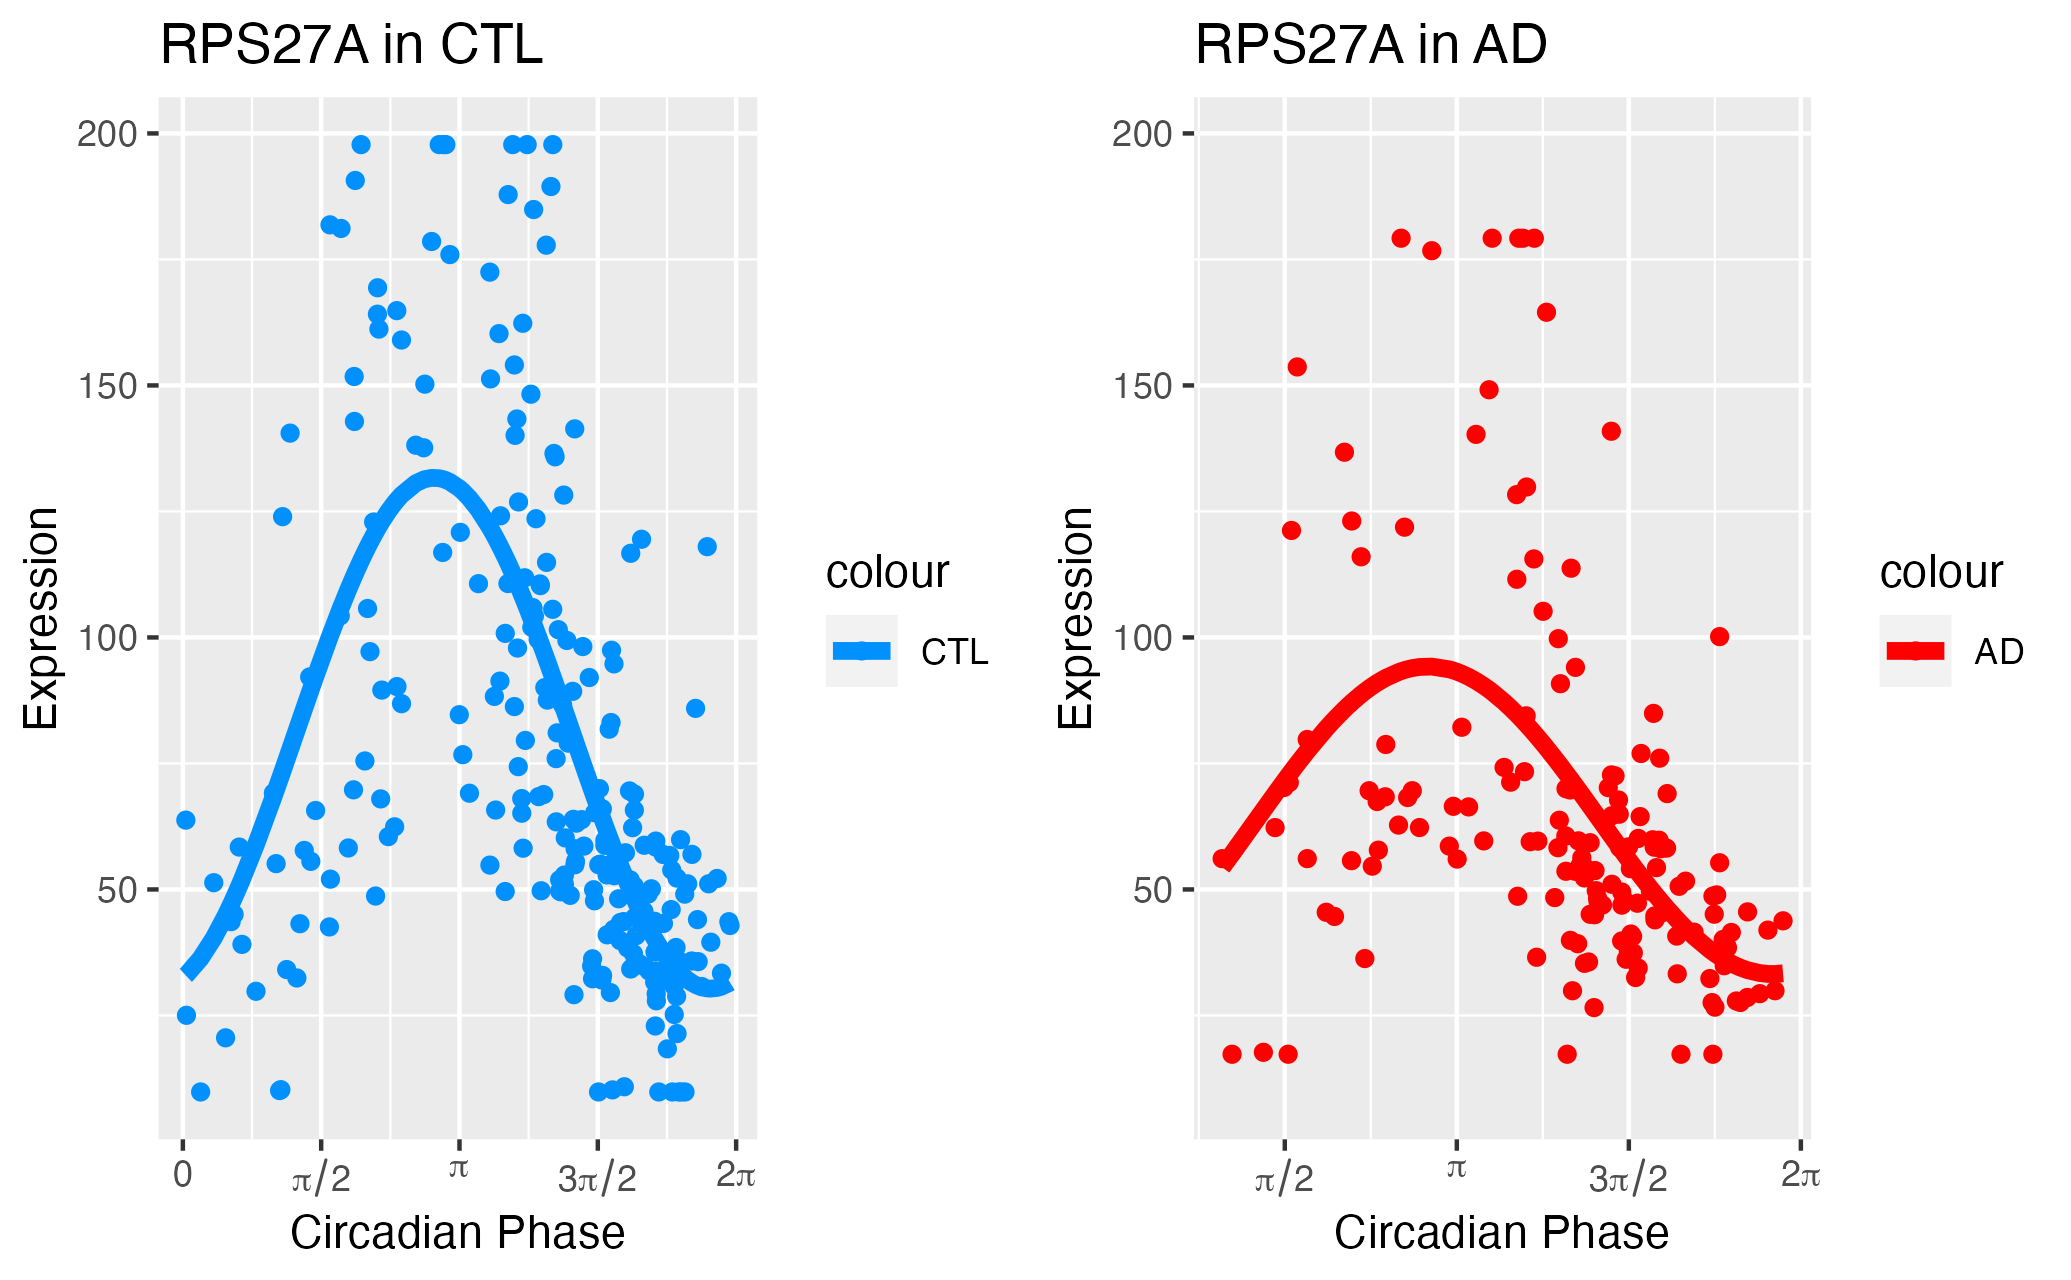 RPS27A in CTL
Expression
200
150
100
50
0 π/2 π 3π/2 2π
Circadian Phase
colour
CTL
RPS27A in AD
Expression
200
150
100
50
π/2 π 3π/2 2π
Circadian Phase
colour
AD